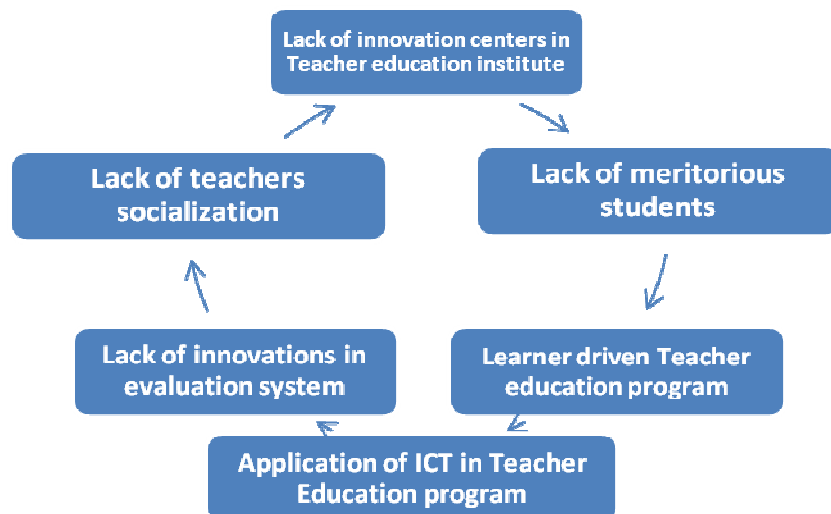 Lack of innovation centers in
Teacher education institute
Lack of meritorious
students
Learner driven Teacher
education program
Application of ICT in Teacher
Education program
Lack of innovations in
evaluation system
Lack of teachers
socialization